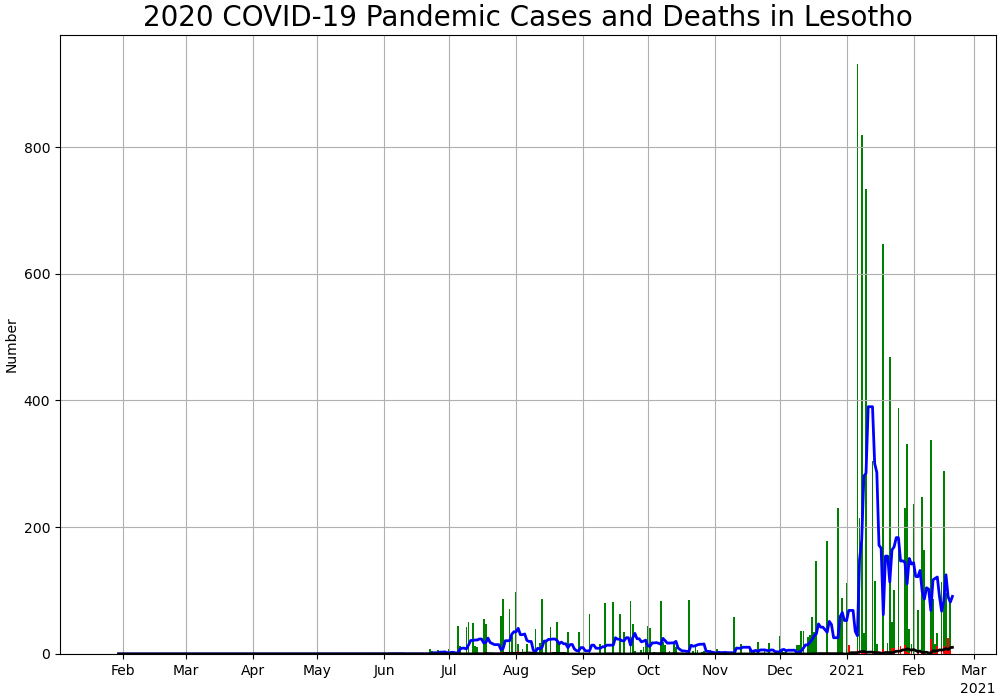 2020 COVID-19 Pandemic Cases and Deaths in Lesotho
Number
800
600
400
200
0
Feb Mar Apr May Jun Jul Aug Sep Oct Nov Dec 2021 Feb Mar
2021